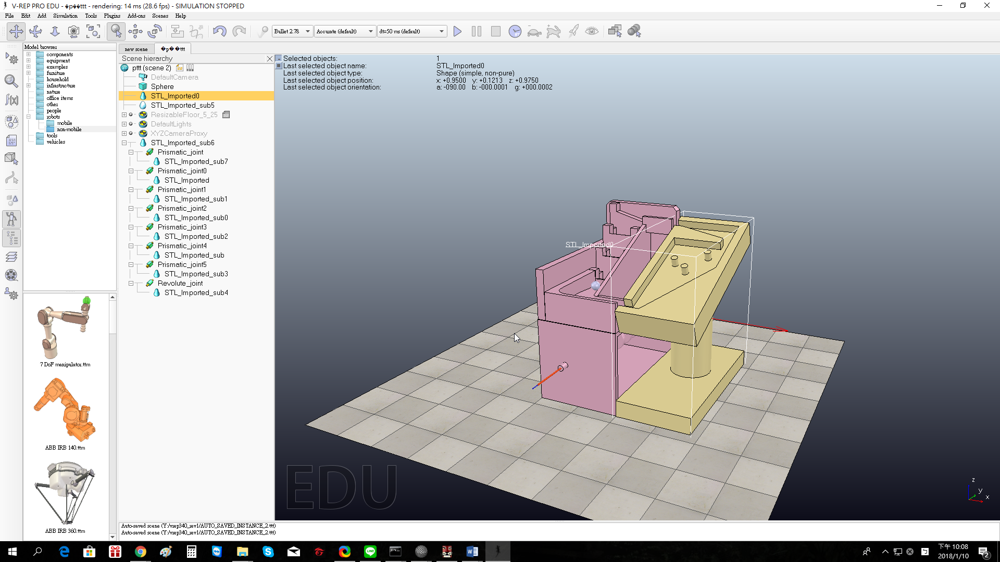 V-REP PRO EDU - �p��ttt - rendering: 14 ms (28.6 fps) - SIMULATION STOPPED
File Edit Add Simulation Tools Plugins Add-ons Scenes Help
Bullet 2.78 Accurate (default) dt=50 ms (default)
Model browser
components
equipment
examples
furniture
household
infrastructure
nature
office items
other
people
robots
mobile
non-mobile
tools
vehicles
7 DoF manipulator.ttm
ABB IRB 140.ttm
ABB IRB 360.ttm
new scene �p��ttt
Scene hierarchy
pttt (scene 2)
DefaultCamera
Sphere
STL_Imported0
STL_Imported_sub5
ResizableFloor_5_25
DefaultLights
XYZCameraProxy
STL_Imported_sub6
Prismatic_joint
STL_Imported_sub7
Prismatic_joint0
STL_Imported
Prismatic_joint1
STL_Imported_sub1
Prismatic_joint2
STL_Imported_sub0
Prismatic_joint3
STL_Imported_sub2
Prismatic_joint4
STL_Imported_sub
Prismatic_joint5
STL_Imported_sub3
Revolute_joint
STL_Imported_sub4
Selected objects: 1
Last selected object name: STL_Imported0
Last selected object type: Shape (simple, non-pure)
Last selected object position: x: +0.9500 y: +0.1213 z: +0.9750
Last selected object orientation: a: -090.00 b: -000.0001 g: +000.0002
STL_Imported0
EDU
z
y
x
Auto-saved scene (Y:/vrep340_rev1/AUTO_SAVED_INSTANCE_2.ttt)
Auto-saved scene (Y:/vrep340_rev1/AUTO_SAVED_INSTANCE_2.ttt)
下午 10:08
2018/1/10
2